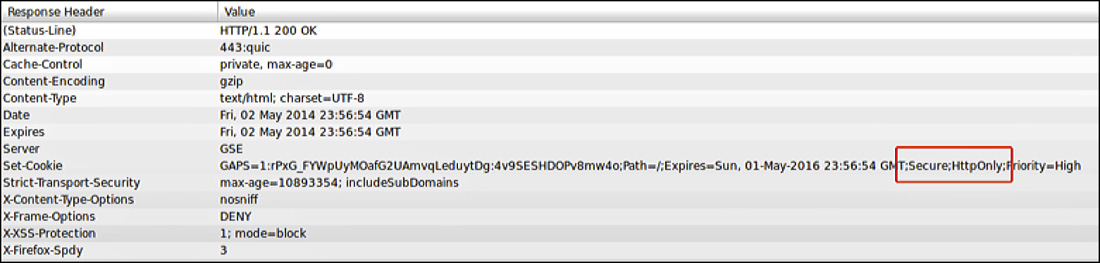 Response Header Value
(Status-Line) HTTP/1.1 200 OK
Alternate-Protocol 443:quic
Cache-Control private, max-age=0
Content-Encoding gzip
Content-Type text/html; charset=UTF-8
Date Fri, 02 May 2014 23:56:54 GMT
Expires Fri, 02 May 2014 23:56:54 GMT
Server GSE
Set-Cookie GAPS=1:rPxG_FYWpUyMOafG2UAmvqLeduytDg:4v9SESHDOPv8mw4o;Path=/;Expires=Sun, 01-May-2016 23:56:54 GMT;Secure;HttpOnly;Priority=High
Strict-Transport-Security max-age=10893354; includeSubDomains
X-Content-Type-Options nosniff
X-Frame-Options DENY
X-XSS-Protection 1; mode=block
X-Firefox-Spdy 3